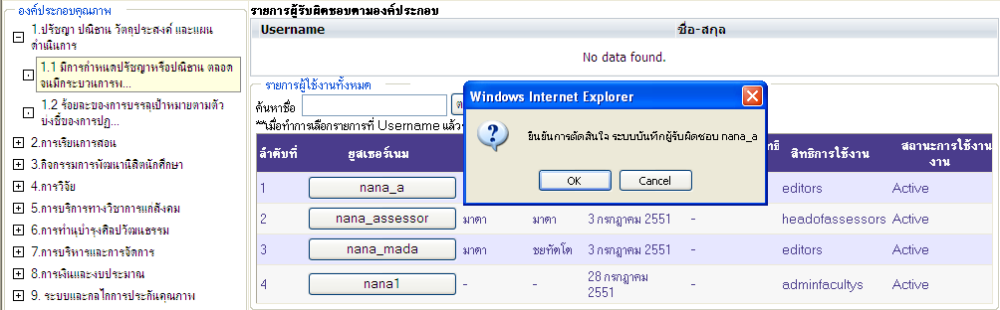 องค์ประกอบคุณภาพ
1.ปรัชญา ปณิธาน วัตถุประสงค์ และแผน
ดำเนินการ
1.1 มีการกำหนดปรัชญาหรือปณิธาน ตลอด
จนมีกระบวนการพ...
1.2 ร้อยละของการบรรลุเป้าหมายตามตัว
บ่งชี้ของการปฏ...
2.การเรียนการสอน
3.กิจกรรมการพัฒนานิสิตนักศึกษา
4.การวิจัย
5.การบริการทางวิชาการแก่สังคม
6.การทำนุบำรุงศิลปวัฒนธรรม
7.การบริหารและการจัดการ
8.การเงินและงบประมาณ
9. ระบบและกลไกการประกันคุณภาพ
รายการผู้รับผิดชอบตามองค์ประกอบ
Username ชื่อ-สกุล
No data found.
รายการผู้ใช้งานทั้งหมด
ค้นหาชื่อ
**เมื่อทำการเลือกรายการที่ Username แล้ว
Windows Internet Explorer
ยืนยันการตัดสินใจ ระบบบันทึกผู้รับผิดชอบ nana_a
OK Cancel
ลำดับที่ ยูสเซอร์เนม สิทธิการใช้งาน สถานะการใช้งาน
งาน
1 nana_a editors Active
2 nana_assessor มาดา มาดา 3 กรกฎาคม 2551 - headofassessors Active
3 nana_mada มาดา ชยทัตโต 3 กรกฎาคม 2551 - editors Active
4 nana1 - - 28 กรกฎาคม
2551 - adminfacultys Active